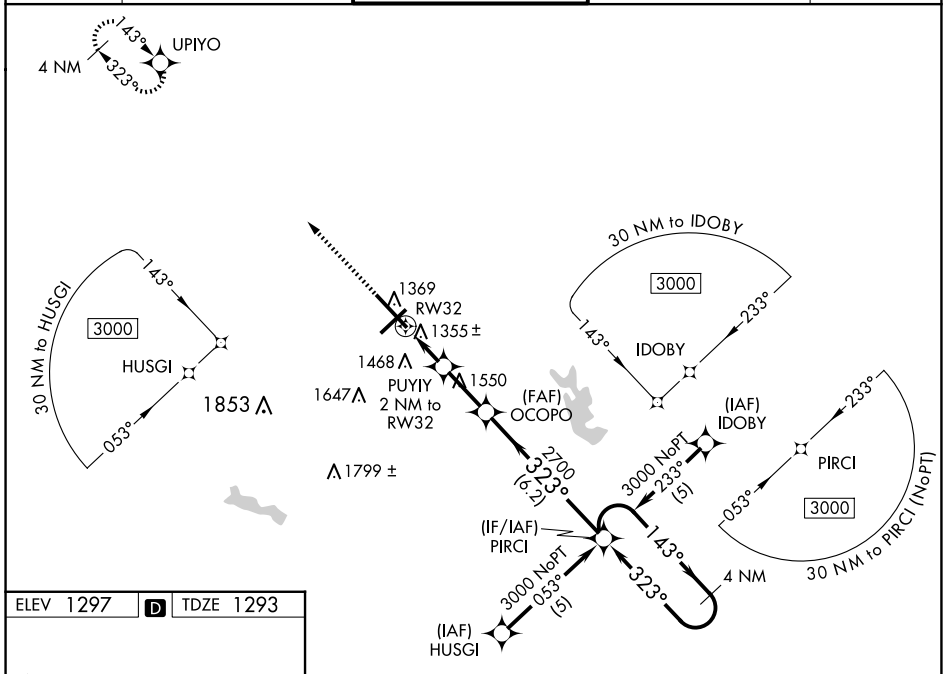 143°
UPIYO
4 NM
323°
30 NM to IDOBY
3000
143°
233°
IDOBY
30 NM to HUSGI
143°
3000
HUSGI
053°
1369
RW32
1355 ±
1468
PUYIY
2 NM to
RW32
1550
1647
1853
(FAF)
OCOPO
1799 ±
2700
323°
(6.2)
(IAF)
IDOBY
3000 NoPT
233°
(5)
233°
PIRCI
053°
3000
30 NM to PIRCI (NoPT)
(IF/IAF)
PIRCI
143°
323°
4 NM
3000 NoPT
053°
(5)
(IAF)
HUSGI
ELEV 1297 D TDZE 1293